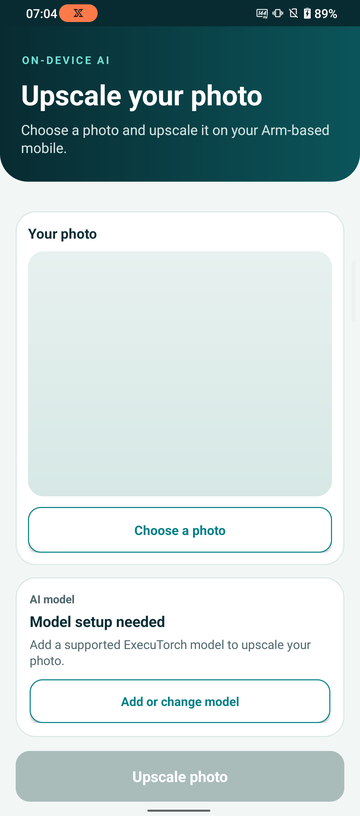 07:04
89%
ON-DEVICE AI
Upscale your photo
Choose a photo and upscale it on your Arm-based
mobile.
Your photo
Choose a photo
AI model
Model setup needed
Add a supported ExecuTorch model to upscale your
photo.
Add or change model
Upscale photo